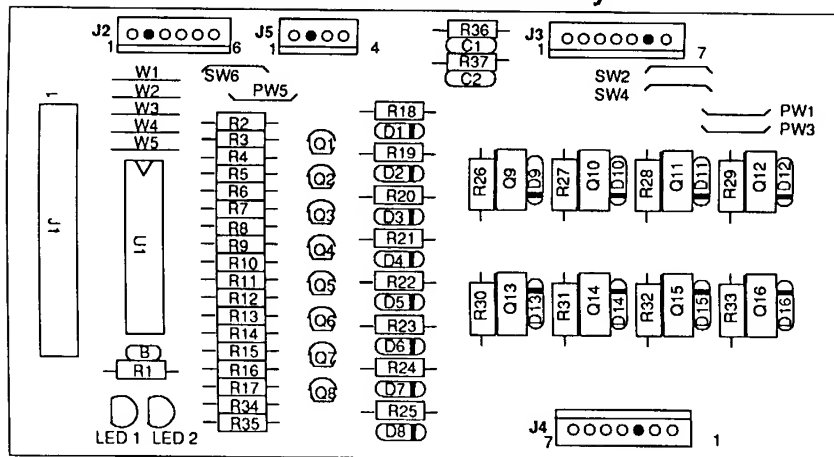 J2
1
6
J5
1
4
R36
C1
R37
C2
J3
1
7
W1
W2
W3
W4
W5
SW6
PW5
SW2
SW4
PW1
PW3
1
J1
U1
B
R1
LED 1 LED 2
R2
R3
R4
R5
R6
R7
R8
R9
R10
R11
R12
R13
R14
R15
R16
R17
R34
R35
Q1
Q2
Q3
Q4
Q5
Q6
Q7
Q8
R18
D1
R19
D2
R20
D3
R21
D4
R22
D5
R23
D6
R24
D7
R25
D8
R26
Q9
D9
R27
Q10
D10
R28
Q11
D11
R29
Q12
D12
R30
Q13
D13
R31
Q14
D14
R32
Q15
D15
R33
Q16
D16
J4
7
1